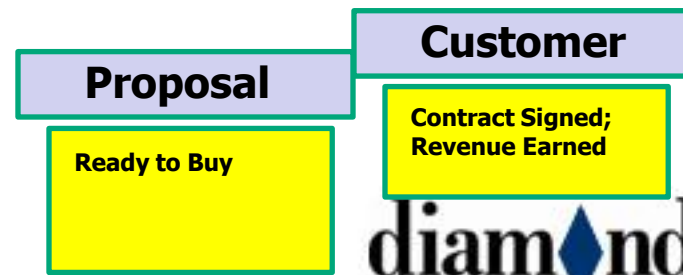 Proposal
Ready to Buy
Customer
Contract Signed;
Revenue Earned
diamond